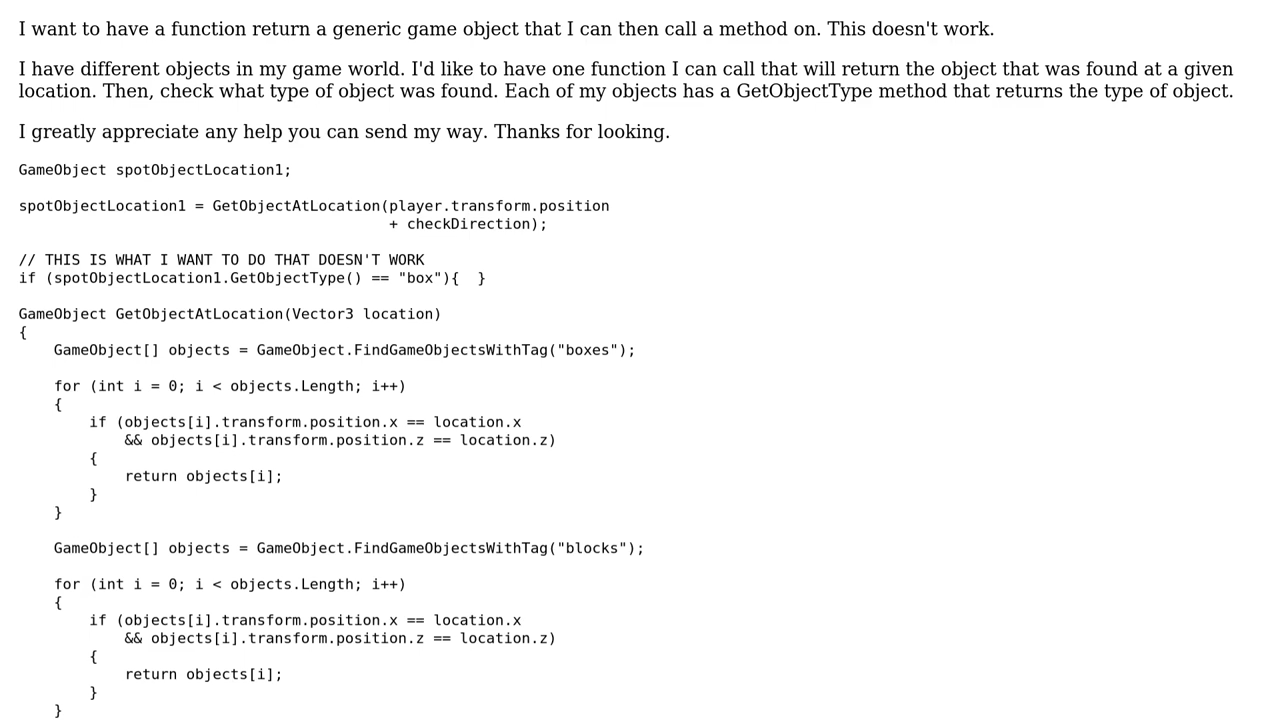 I want to have a function return a generic game object that I can then call a method on. This doesn't work.
I have different objects in my game world. I'd like to have one function I can call that will return the object that was found at a given
location. Then, check what type of object was found. Each of my objects has a GetObjectType method that returns the type of object.
I greatly appreciate any help you can send my way. Thanks for looking.
GameObject spotObjectLocation1;
spotObjectLocation1 = GetObjectAtLocation(player.transform.position
                                          + checkDirection);
// THIS IS WHAT I WANT TO DO THAT DOESN'T WORK
if (spotObjectLocation1.GetObjectType() == "box"){  }
GameObject GetObjectAtLocation(Vector3 location)
{
    GameObject[] objects = GameObject.FindGameObjectsWithTag("boxes");
    for (int i = 0; i < objects.Length; i++)
    {
        if (objects[i].transform.position.x == location.x
            && objects[i].transform.position.z == location.z)
        {
            return objects[i];
        }
    }
    GameObject[] objects = GameObject.FindGameObjectsWithTag("blocks");
    for (int i = 0; i < objects.Length; i++)
    {
        if (objects[i].transform.position.x == location.x
            && objects[i].transform.position.z == location.z)
        {
            return objects[i];
        }
    }